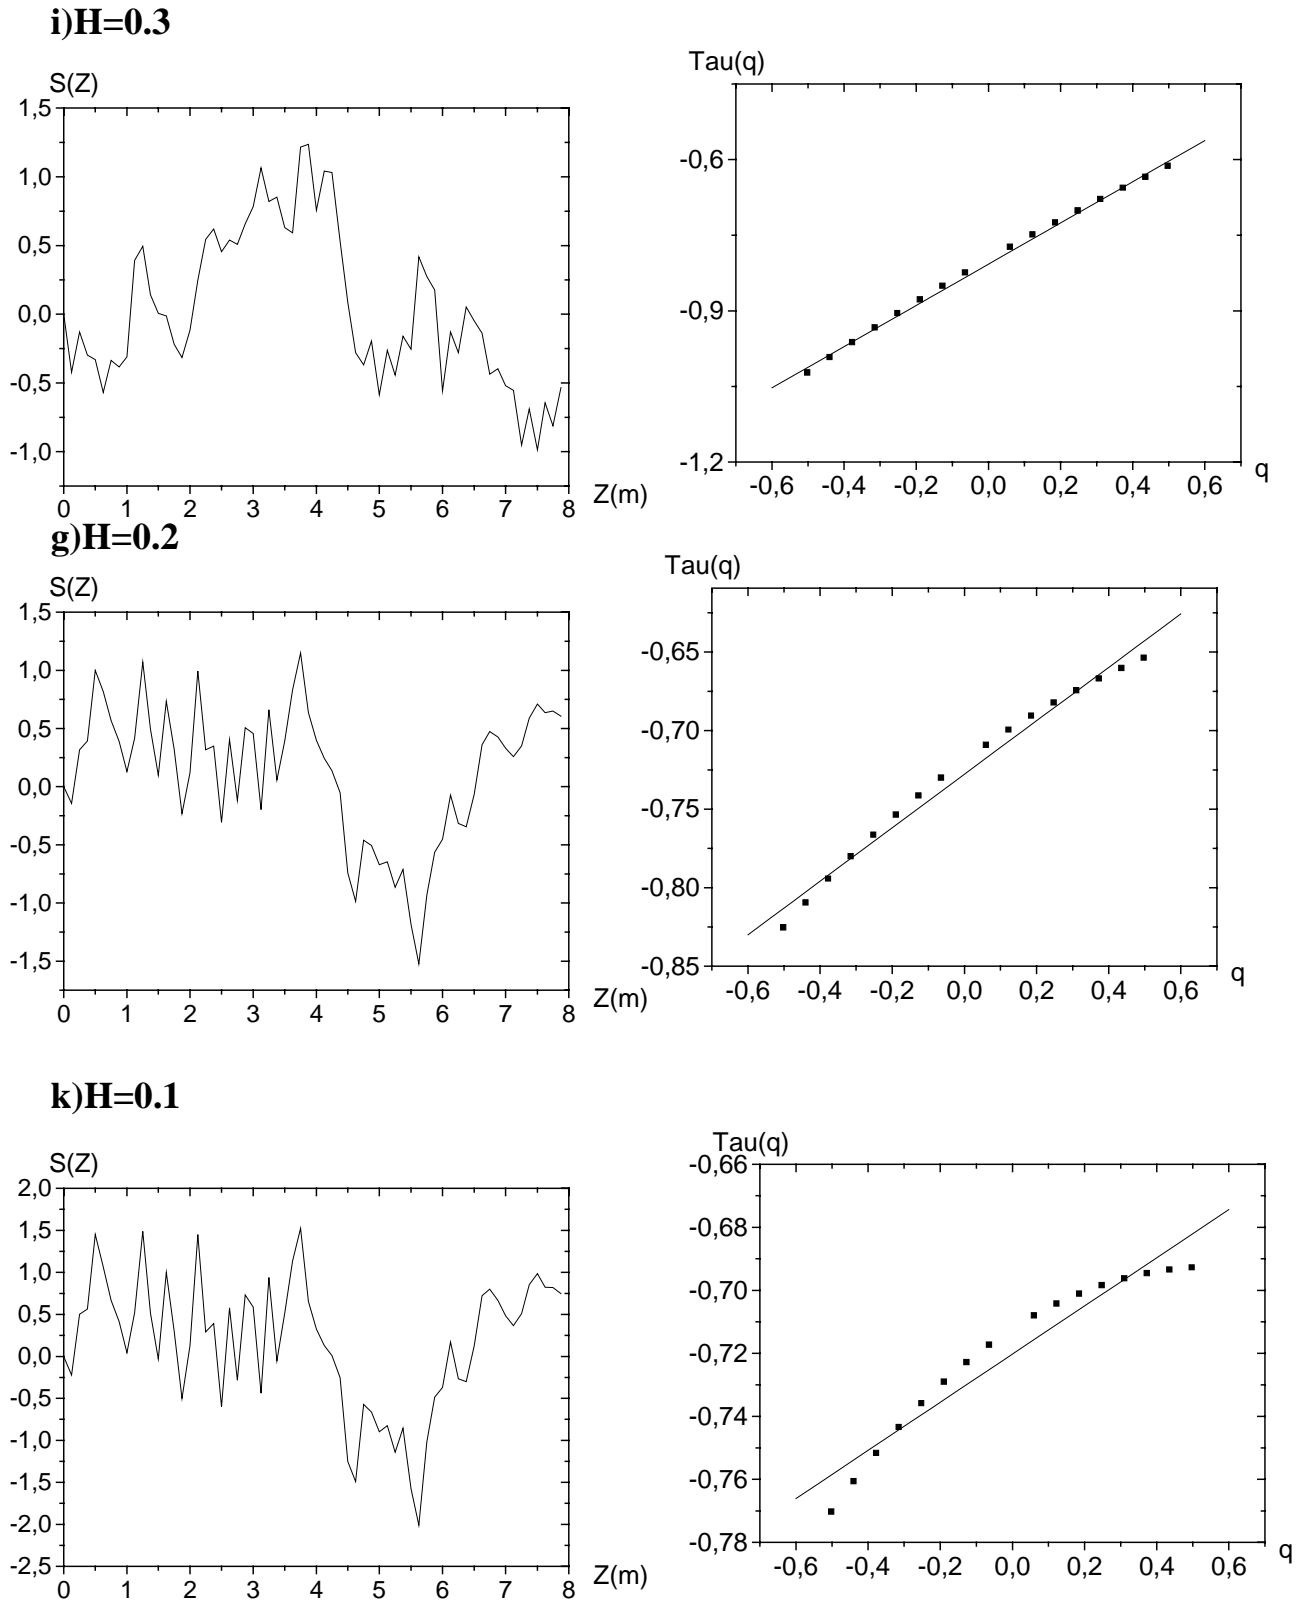 i)H=0.3
S(Z)
1,5
1,0
0,5
0,0
-0,5
-1,0
0 1 2 3 4 5 6 7 8
Z(m)
Tau(q)
-0,6
-0,9
-1,2
-0,6 -0,4 -0,2 0,0 0,2 0,4 0,6
q
g)H=0.2
S(Z)
1,5
1,0
0,5
0,0
-0,5
-1,0
-1,5
0 1 2 3 4 5 6 7 8
Z(m)
Tau(q)
-0,65
-0,70
-0,75
-0,80
-0,85
-0,6 -0,4 -0,2 0,0 0,2 0,4 0,6
q
k)H=0.1
S(Z)
2,0
1,5
1,0
0,5
0,0
-0,5
-1,0
-1,5
-2,0
-2,5
0 1 2 3 4 5 6 7 8
Z(m)
Tau(q)
-0,66
-0,68
-0,70
-0,72
-0,74
-0,76
-0,78
-0,6 -0,4 -0,2 0,0 0,2 0,4 0,6
q